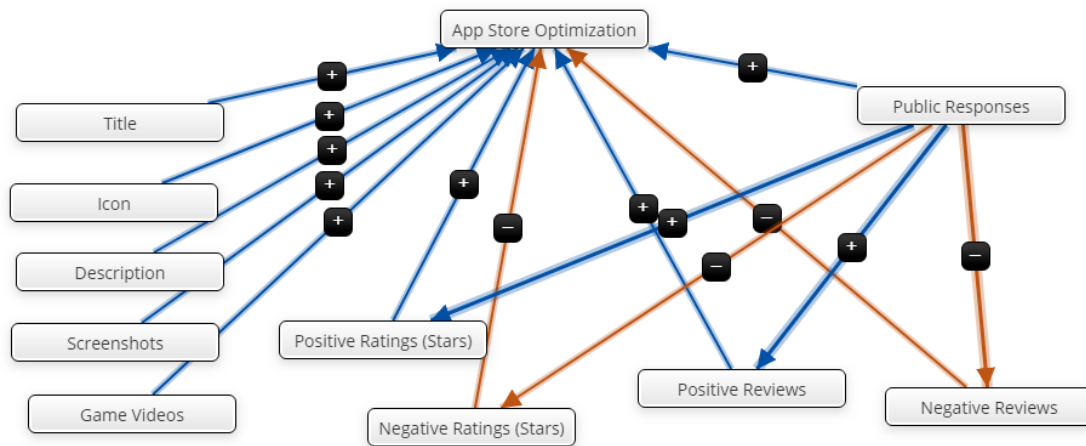 App Store Optimization
+
+
Public Responses
+
Title
+
+
+
Icon
+
+
+
−
−
+
Description
−
−
Screenshots
Positive Ratings (Stars)
Positive Reviews
Game Videos
Negative Ratings (Stars)
Negative Reviews